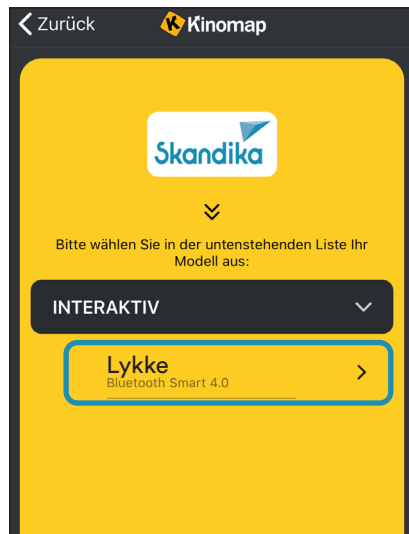 Zurück Kinomap
Skandika
Bitte wählen Sie in der untenstehenden Liste Ihr
Modell aus:
INTERAKTIV
Lykke
Bluetooth Smart 4.0